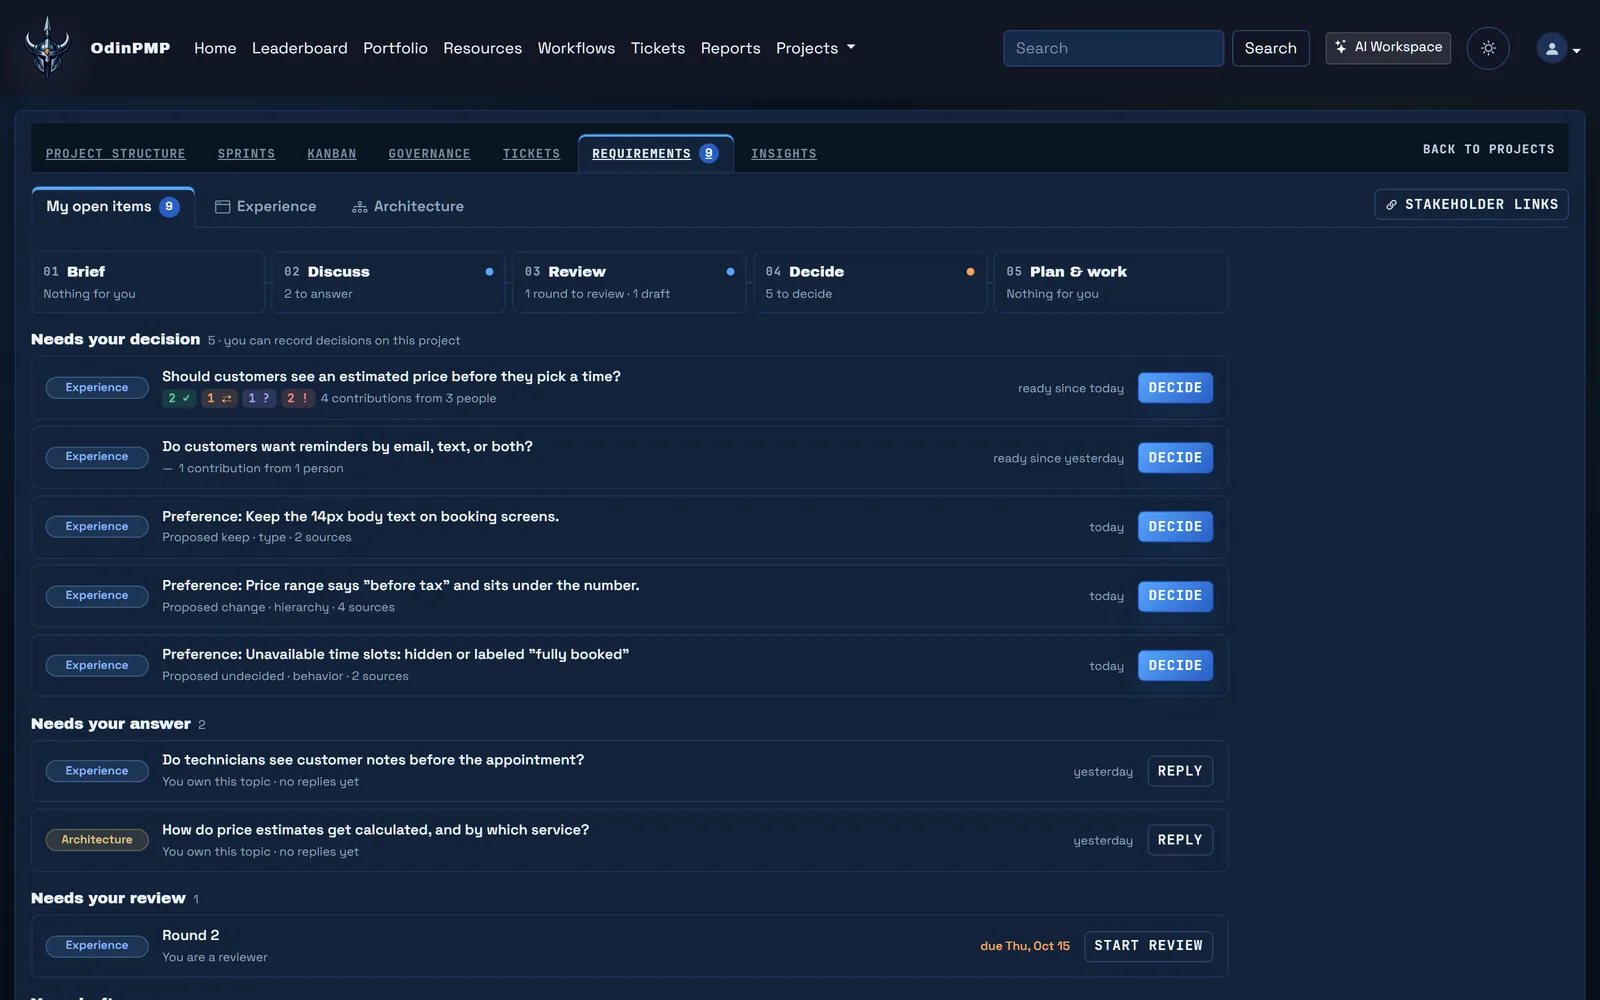 OdinPMP Home Leaderboard Portfolio Resources Workflows Tickets Reports Projects Search Search AI Workspace
PROJECT STRUCTURE SPRINTS KANBAN GOVERNANCE TICKETS REQUIREMENTS 9 INSIGHTS BACK TO PROJECTS
My open items 9 Experience Architecture STAKEHOLDER LINKS
01 Brief
Nothing for you
02 Discuss
2 to answer
03 Review
1 round to review · 1 draft
04 Decide
5 to decide
05 Plan & work
Nothing for you
Needs your decision 5 · you can record decisions on this project
Experience Should customers see an estimated price before they pick a time? ready since today DECIDE
2 ✓ 1 ⇄ 1 ? 2 ! 4 contributions from 3 people
Experience Do customers want reminders by email, text, or both? ready since yesterday DECIDE
— 1 contribution from 1 person
Experience Preference: Keep the 14px body text on booking screens. today DECIDE
Proposed keep · type · 2 sources
Experience Preference: Price range says "before tax" and sits under the number. today DECIDE
Proposed change · hierarchy · 4 sources
Experience Preference: Unavailable time slots: hidden or labeled "fully booked" today DECIDE
Proposed undecided · behavior · 2 sources
Needs your answer 2
Experience Do technicians see customer notes before the appointment? yesterday REPLY
You own this topic · no replies yet
Architecture How do price estimates get calculated, and by which service? yesterday REPLY
You own this topic · no replies yet
Needs your review 1
Experience Round 2 due Thu, Oct 15 START REVIEW
You are a reviewer